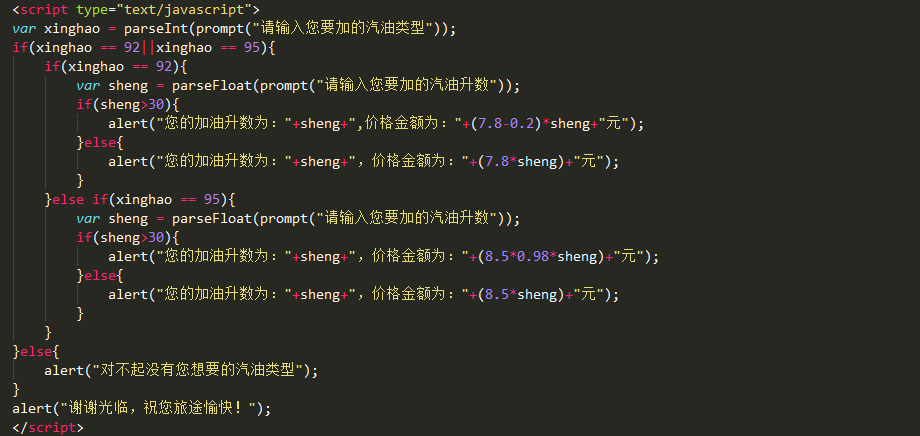 <script type="text/javascript">
var xinghao = parseInt(prompt("请输入您要加的汽油类型"));
if(xinghao == 92||xinghao == 95){
    if(xinghao == 92){
        var sheng = parseFloat(prompt("请输入您要加的汽油升数"));
        if(sheng>30){
            alert("您的加油升数为："+sheng+",价格金额为："+(7.8-0.2)*sheng+"元");
        }else{
            alert("您的加油升数为："+sheng+"，价格金额为："+(7.8*sheng)+"元");
        }
    }else if(xinghao == 95){
        var sheng = parseFloat(prompt("请输入您要加的汽油升数"));
        if(sheng>30){
            alert("您的加油升数为："+sheng+"，价格金额为："+(8.5*0.98*sheng)+"元");
        }else{
            alert("您的加油升数为："+sheng+"，价格金额为："+(8.5*sheng)+"元");
        }
    }
}else{
    alert("对不起没有您想要的汽油类型");
}
alert("谢谢光临，祝您旅途愉快！");
</script>